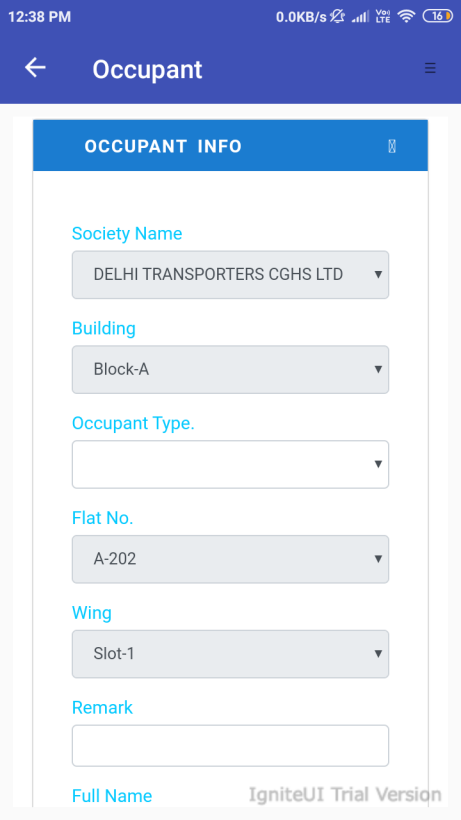 12:38 PM
0.0KB/s
Vo))
LTE
16
Occupant
OCCUPANT INFO
Society Name
DELHI TRANSPORTERS CGHS LTD
Building
Block-A
Occupant Type.
Flat No.
A-202
Wing
Slot-1
Remark
Full Name
IgniteUI Trial Version